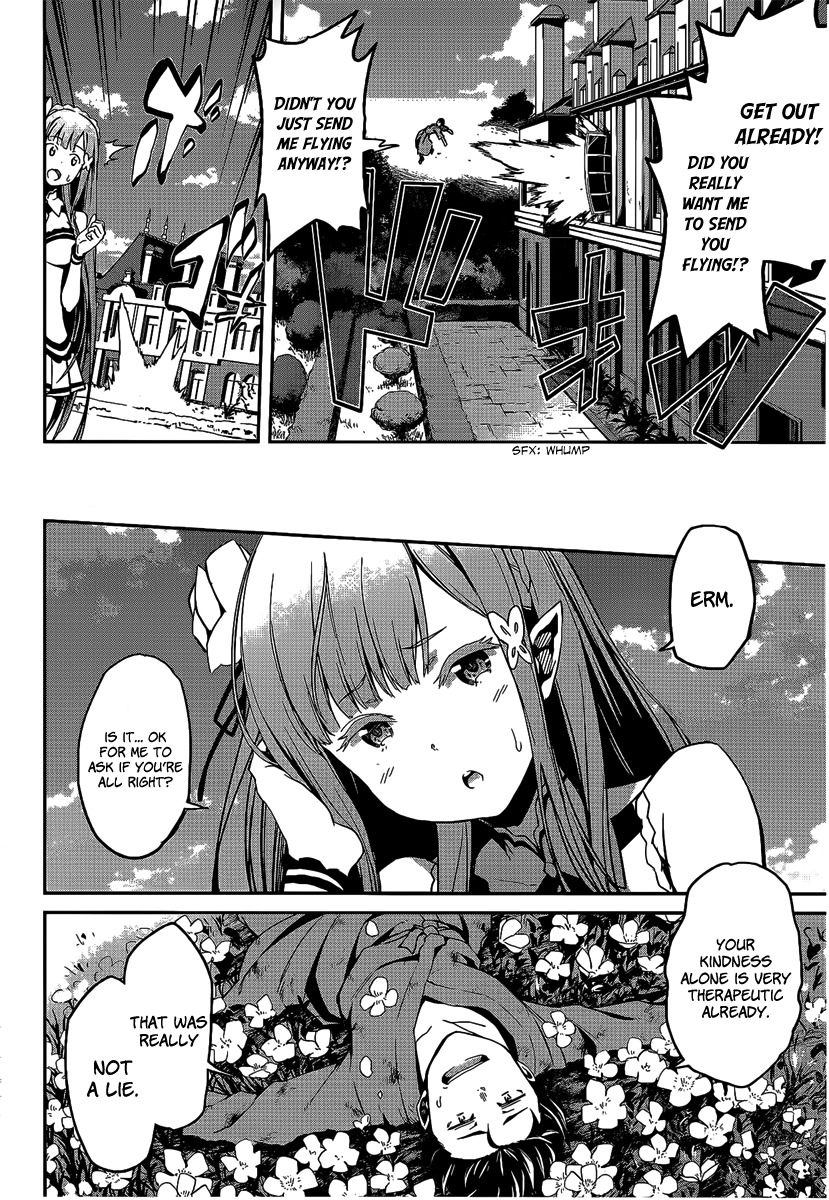 GET OUT
ALREADY!
DID YOU
REALLY
WANT ME
TO SEND
YOU
FLYING!?
DIDN'T YOU
JUST SEND
ME FLYING
ANYWAY!?
SFX: WHUMP
ERM.
IS IT... OK
FOR ME TO
ASK IF YOU'RE
ALL RIGHT?
YOUR
KINDNESS
ALONE IS VERY
THERAPEUTIC
ALREADY.
THAT WAS
REALLY
NOT
A LIE.